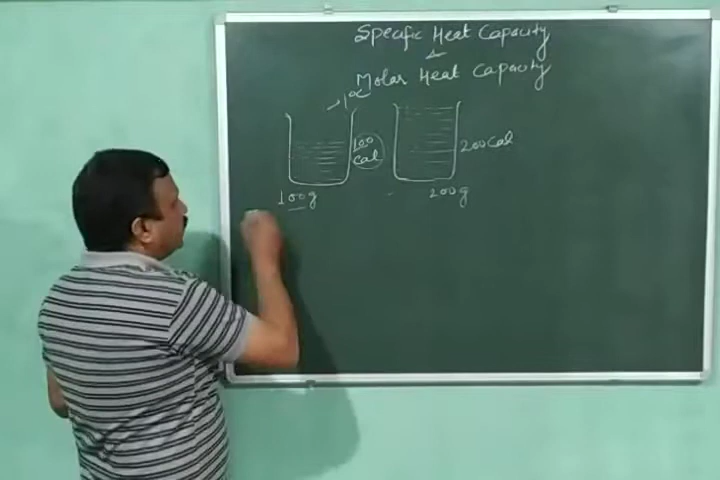 Specific Heat Capacity
&
Molar Heat Capacity
1°C
100
Cal
200 Cal
100g
200g